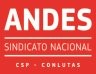 ANDES
SINDICATO NACIONAL
CSP - CONLUTAS